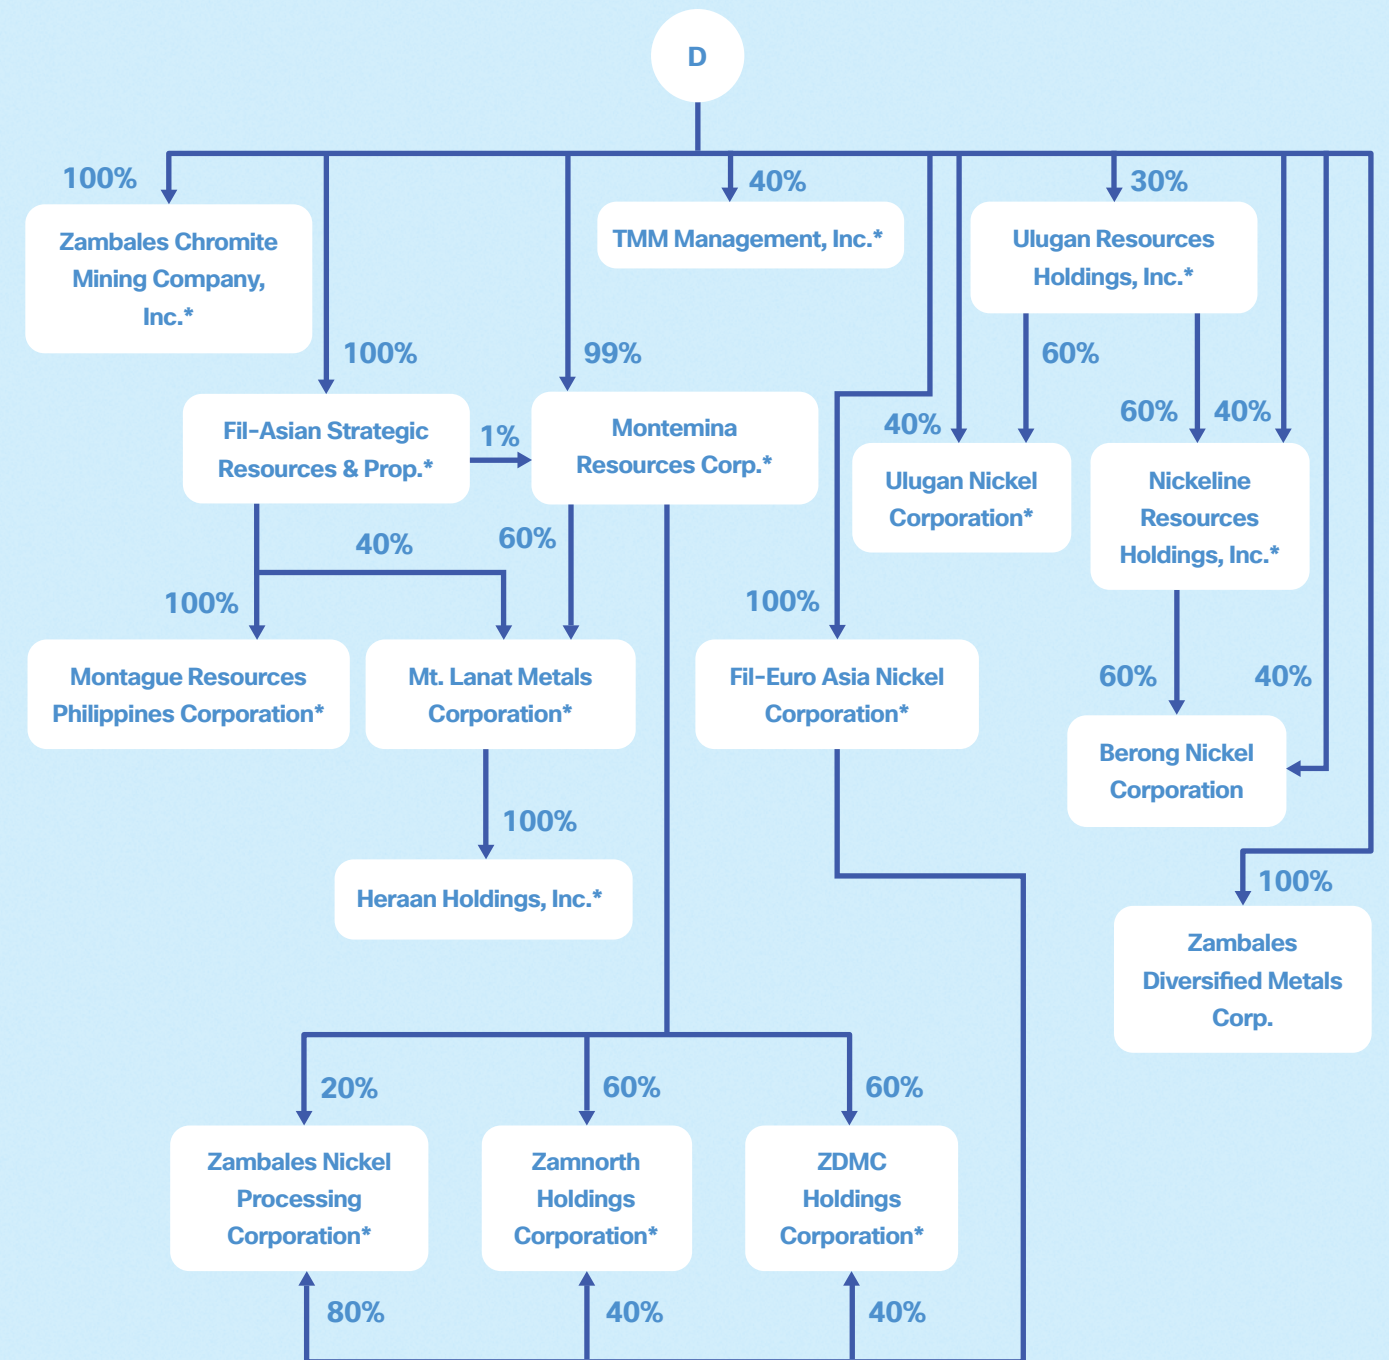 D
100%
40%
30%
Zambales Chromite
Mining Company,
Inc.*
TMM Management, Inc.*
Ulugan Resources
Holdings, Inc.*
100%
99%
60%
Fil-Asian Strategic
Resources & Prop.*
1%
Montemina
Resources Corp.*
40%
60%
40%
Ulugan Nickel
Corporation*
Nickeline
Resources
Holdings, Inc.*
40%
60%
100%
100%
Montague Resources
Philippines Corporation*
Mt. Lanat Metals
Corporation*
Fil-Euro Asia Nickel
Corporation*
60%
40%
Berong Nickel
Corporation
100%
Heraan Holdings, Inc.*
100%
Zambales
Diversified Metals
Corp.
20%
60%
60%
Zambales Nickel
Processing
Corporation*
Zamnorth
Holdings
Corporation*
ZDMC
Holdings
Corporation*
80%
40%
40%